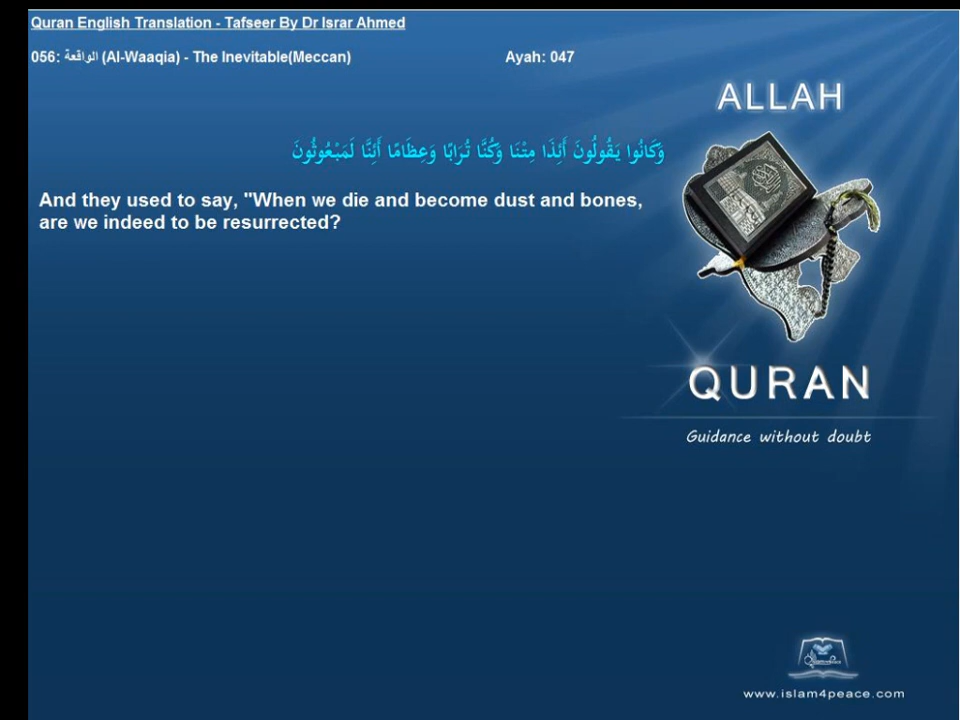 Quran English Translation - Tafseer By Dr Israr Ahmed
056: الواقعة (Al-Waaqia) - The Inevitable(Meccan) Ayah: 047
ALLAH
وَكَانُوا يَقُولُونَ أَئِذَا مِتْنَا وَكُنَّا تُرَابًا وَعِظَامًا أَئِنَّا لَمَبْعُوثُونَ
And they used to say, "When we die and become dust and bones,
are we indeed to be resurrected?
QURAN
Guidance without doubt
www.islam4peace.com